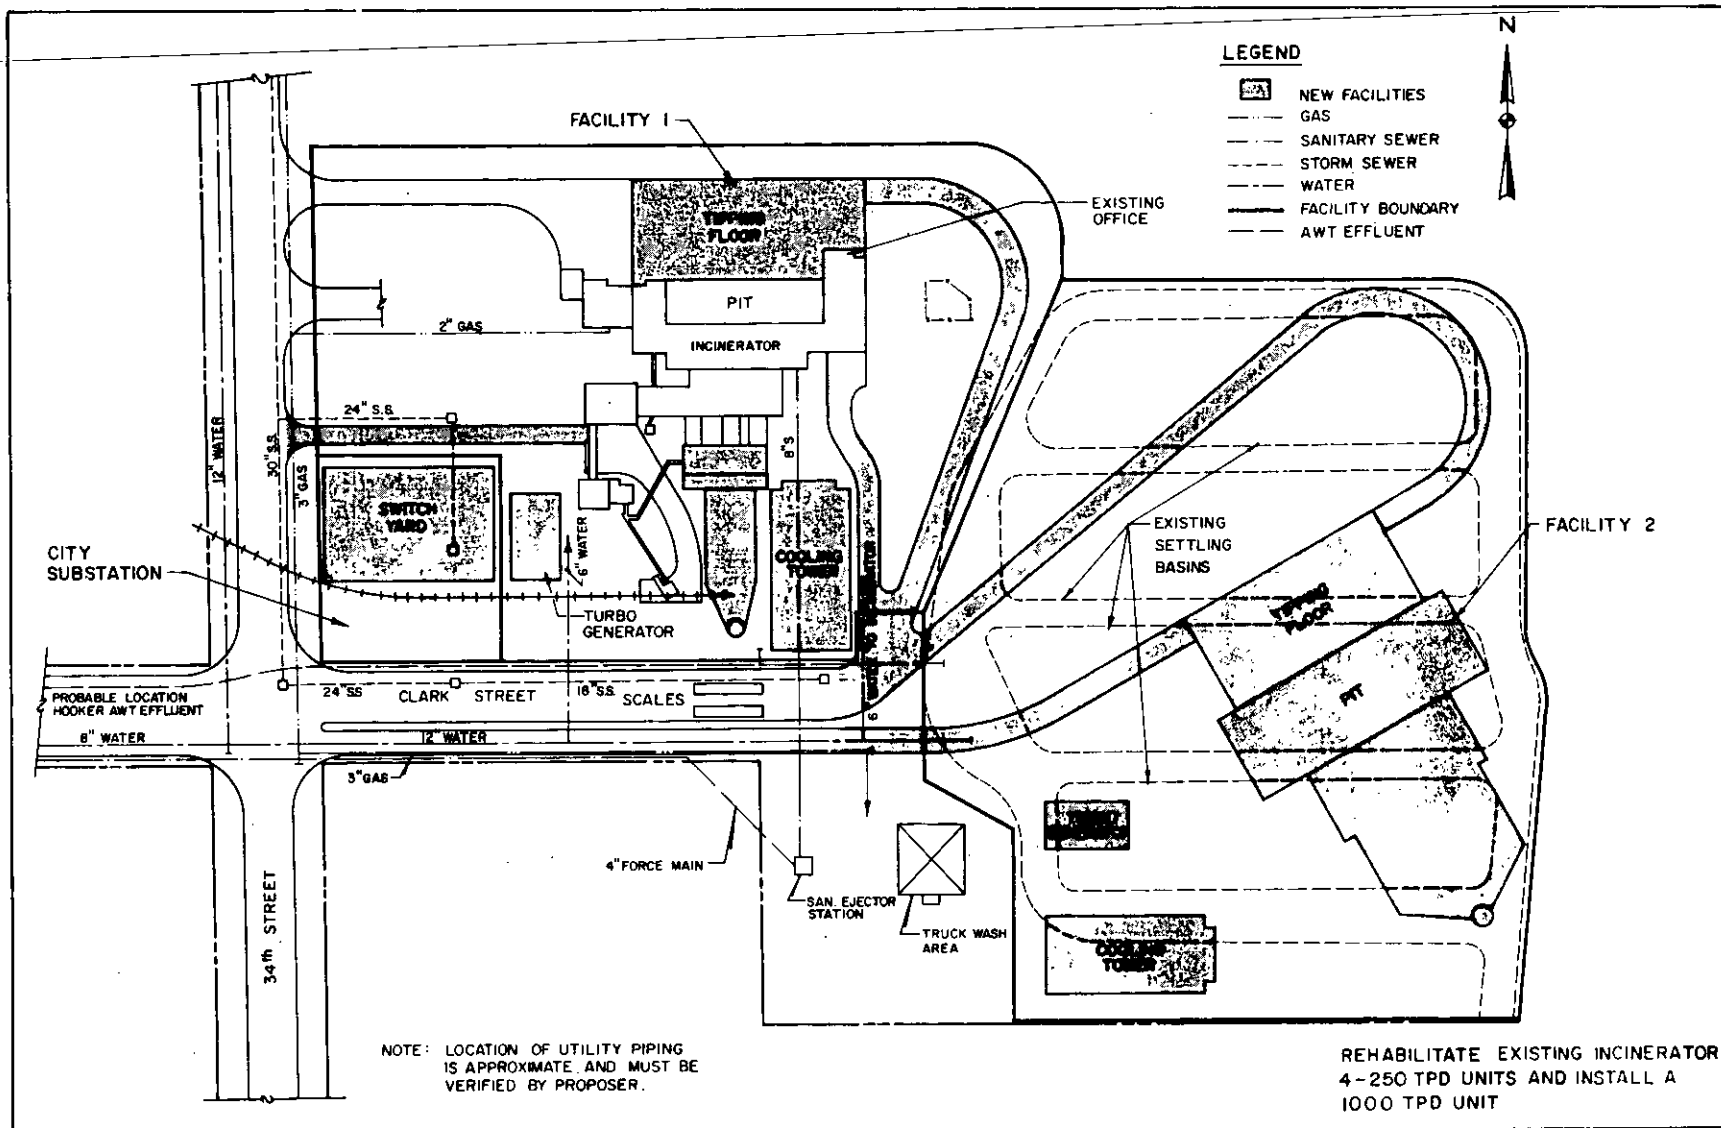 N
LEGEND
NEW FACILITIES
GAS
SANITARY SEWER
STORM SEWER
WATER
FACILITY BOUNDARY
AWT EFFLUENT
FACILITY 1
TIPPING
FLOOR
EXISTING
OFFICE
PIT
2" GAS
INCINERATOR
24" S.S.
12" WATER
30" S.S.
3" GAS
8" S
SWITCH
YARD
CITY
SUBSTATION
6" WATER
TURBO
GENERATOR
COOLING
TOWER
6" WATER TO INCINERATOR
EXISTING
SETTLING
BASINS
FACILITY 2
TIPPING
FLOOR
PIT
PROBABLE LOCATION
HOOKER AWT EFFLUENT
24" SS
CLARK STREET
18" S.S.
SCALES
8" WATER
12" WATER
3" GAS
4" FORCE MAIN
SAN. EJECTOR
STATION
TRUCK WASH
AREA
COOLING
TOWER
34th STREET
NOTE: LOCATION OF UTILITY PIPING
IS APPROXIMATE AND MUST BE
VERIFIED BY PROPOSER.
REHABILITATE EXISTING INCINERATOR
4-250 TPD UNITS AND INSTALL A
1000 TPD UNIT